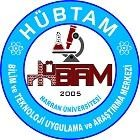 HÜBTAM
HÜBTAM
2005
HARRAN ÜNİVERSİTESİ
BİLİM ve TEKNOLOJİ UYGULAMA ve ARAŞTIRMA MERKEZİ